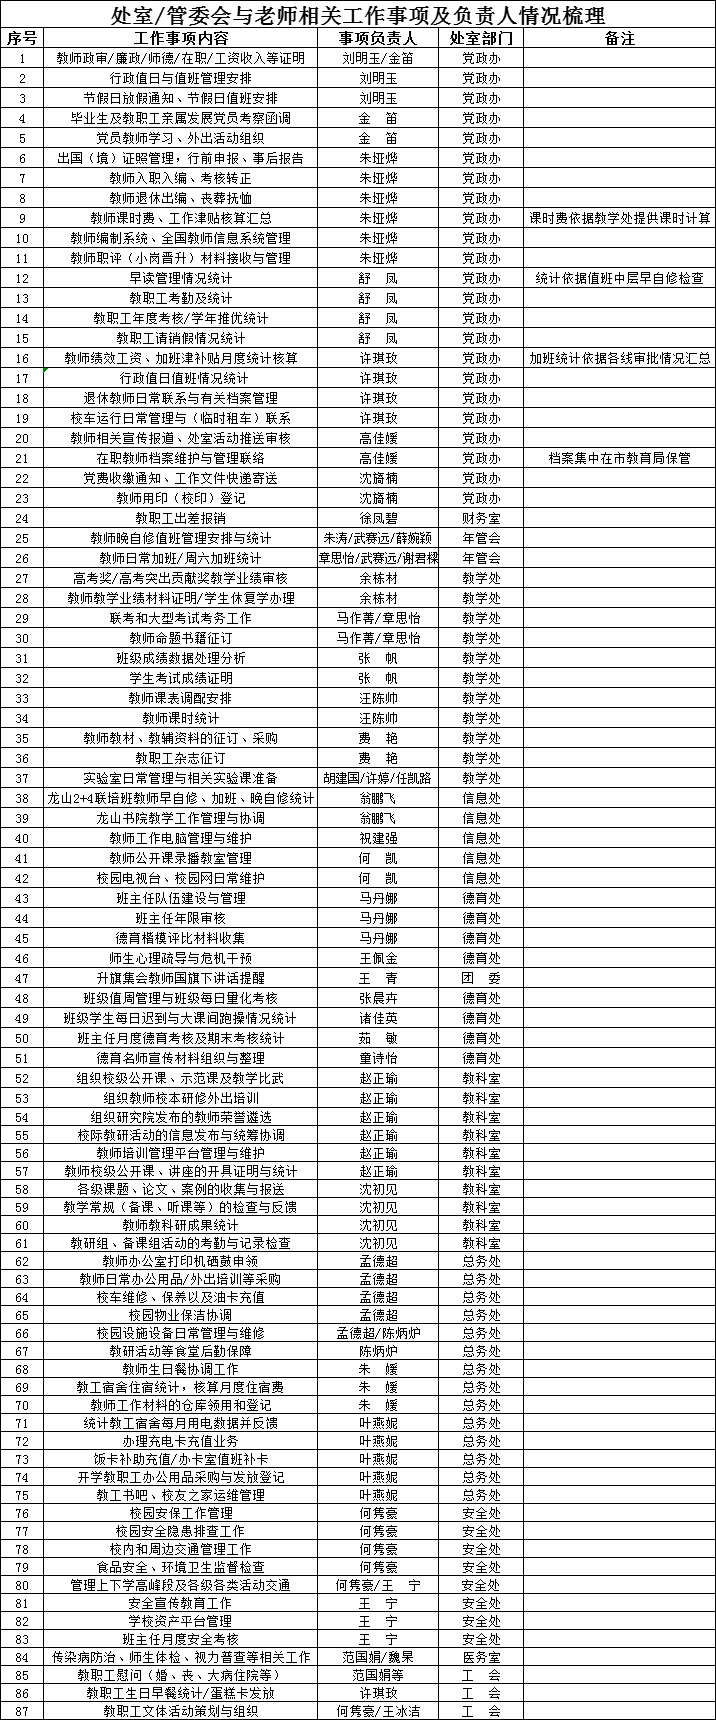 处室/管委会与老师相关工作事项及负责人情况梳理
序号 工作事项内容 事项负责人 处室部门 备注
1 教师政审/廉政/师德/在职/工资收入等证明 刘明玉/金笛 党政办
2 行政值日与值班管理安排 刘明玉 党政办
3 节假日放假通知、节假日值班安排 刘明玉 党政办
4 毕业生及教职工亲属发展党员考察函调 金 笛 党政办
5 党员教师学习、外出活动组织 金 笛 党政办
6 出国（境）证照管理，行前申报、事后报告 朱垭烨 党政办
7 教师入职入编、考核转正 朱垭烨 党政办
8 教师退休出编、丧葬抚恤 朱垭烨 党政办
9 教师课时费、工作津贴核算汇总 朱垭烨 党政办 课时费依据教学处提供课时计算
10 教师编制系统、全国教师信息系统管理 朱垭烨 党政办
11 教师职评（小岗晋升）材料接收与管理 朱垭烨 党政办
12 早读管理情况统计 舒 凤 党政办 统计依据值班中层早自修检查
13 教职工考勤及统计 舒 凤 党政办
14 教职工年度考核/学年推优统计 舒 凤 党政办
15 教职工请销假情况统计 舒 凤 党政办
16 教师绩效工资、加班津补贴月度统计核算 许琪玫 党政办 加班统计依据各线审批情况汇总
17 行政值日值班情况统计 许琪玫 党政办
18 退休教师日常联系与有关档案管理 许琪玫 党政办
19 校车运行日常管理与（临时租车）联系 许琪玫 党政办
20 教师相关宣传报道、处室活动推送审核 高佳媛 党政办
21 在职教师档案维护与管理联络 高佳媛 党政办 档案集中在市教育局保管
22 党费收缴通知、工作文件快递寄送 沈旖楠 党政办
23 教师用印（校印）登记 沈旖楠 党政办
24 教职工出差报销 徐凤碧 财务室
25 教师晚自修值班管理安排与统计 朱涛/武赛远/薛婉颖 年管会
26 教师日常加班/周六加班统计 章思怡/武赛远/谢君樑 年管会
27 高考奖/高考突出贡献奖教学业绩审核 余栋材 教学处
28 教师教学业绩材料证明/学生休复学办理 余栋材 教学处
29 联考和大型考试考务工作 马作菁/章思怡 教学处
30 教师命题书籍征订 马作菁/章思怡 教学处
31 班级成绩数据处理分析 张 帆 教学处
32 学生考试成绩证明 张 帆 教学处
33 教师课表调配安排 汪陈帅 教学处
34 教师课时统计 汪陈帅 教学处
35 教师教材、教辅资料的征订、采购 费 艳 教学处
36 教职工杂志征订 费 艳 教学处
37 实验室日常管理与相关实验课准备 胡建国/许婷/任凯路 教学处
38 龙山2+4联培班教师早自修、加班、晚自修统计 翁鹏飞 信息处
39 龙山书院教学工作管理与协调 翁鹏飞 信息处
40 教师工作电脑管理与维护 祝建强 信息处
41 教师公开课录播教室管理 何 凯 信息处
42 校园电视台、校园网日常维护 何 凯 信息处
43 班主任队伍建设与管理 马丹娜 德育处
44 班主任年限审核 马丹娜 德育处
45 德育楷模评比材料收集 马丹娜 德育处
46 师生心理疏导与危机干预 王佩金 德育处
47 升旗集会教师国旗下讲话提醒 王 青 团 委
48 班级值周管理与班级每日量化考核 张晨卉 德育处
49 班级学生每日迟到与大课间跑操情况统计 诸佳英 德育处
50 班主任月度德育考核及期末考核统计 茹 敏 德育处
51 德育名师宣传材料组织与整理 童诗怡 德育处
52 组织校级公开课、示范课及教学比武 赵正瑜 教科室
53 组织教师校本研修外出培训 赵正瑜 教科室
54 组织研究院发布的教师荣誉遴选 赵正瑜 教科室
55 校际教研活动的信息发布与统筹协调 赵正瑜 教科室
56 教师培训管理平台管理与维护 赵正瑜 教科室
57 教师校级公开课、讲座的开具证明与统计 赵正瑜 教科室
58 各级课题、论文、案例的收集与报送 沈初见 教科室
59 教学常规（备课、听课等）的检查与反馈 沈初见 教科室
60 教师教科研成果统计 沈初见 教科室
61 教研组、备课组活动的考勤与记录检查 沈初见 教科室
62 教师办公室打印机硒鼓申领 孟德超 总务处
63 教师日常办公用品/外出培训等采购 孟德超 总务处
64 校车维修、保养以及油卡充值 孟德超 总务处
65 校园物业保洁协调 孟德超 总务处
66 校园设施设备日常管理与维修 孟德超/陈炳炉 总务处
67 教研活动等食堂后勤保障 陈炳炉 总务处
68 教师生日餐协调工作 朱 媛 总务处
69 教工宿舍住宿统计，核算月度住宿费 朱 媛 总务处
70 教师工作材料的仓库领用和登记 朱 媛 总务处
71 统计教工宿舍每月用电数据并反馈 叶燕妮 总务处
72 办理充电卡充值业务 叶燕妮 总务处
73 饭卡补助充值/办卡室值班补卡 叶燕妮 总务处
74 开学教职工办公用品采购与发放登记 叶燕妮 总务处
75 教工书吧、校友之家运维管理 叶燕妮 总务处
76 校园安保工作管理 何隽豪 安全处
77 校园安全隐患排查工作 何隽豪 安全处
78 校内和周边交通管理工作 何隽豪 安全处
79 食品安全、环境卫生监督检查 何隽豪 安全处
80 管理上下学高峰段及各级各类活动交通 何隽豪/王 宁 安全处
81 安全宣传教育工作 王 宁 安全处
82 学校资产平台管理 王 宁 安全处
83 班主任月度安全考核 王 宁 安全处
84 传染病防治、师生体检、视力普查等相关工作 范国娟/魏杲 医务室
85 教职工慰问（婚、丧、大病住院等） 范国娟等 工 会
86 教职工生日早餐统计/蛋糕卡发放 许琪玫 工 会
87 教职工文体活动策划与组织 何隽豪/王冰洁 工 会